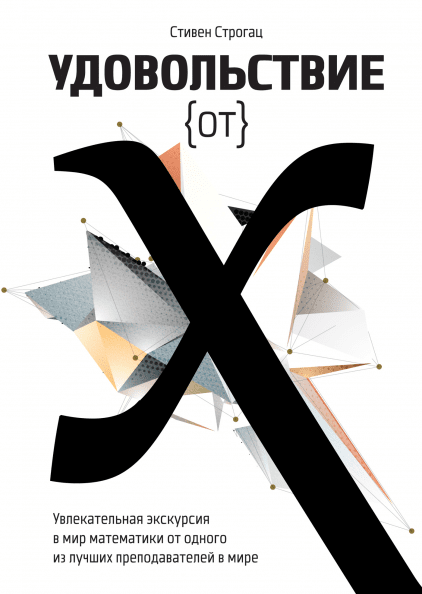 Стивен Строгац
УДОВОЛЬСТВИЕ
{ОТ}
X
Увлекательная экскурсия
в мир математики от одного
из лучших преподавателей в мире